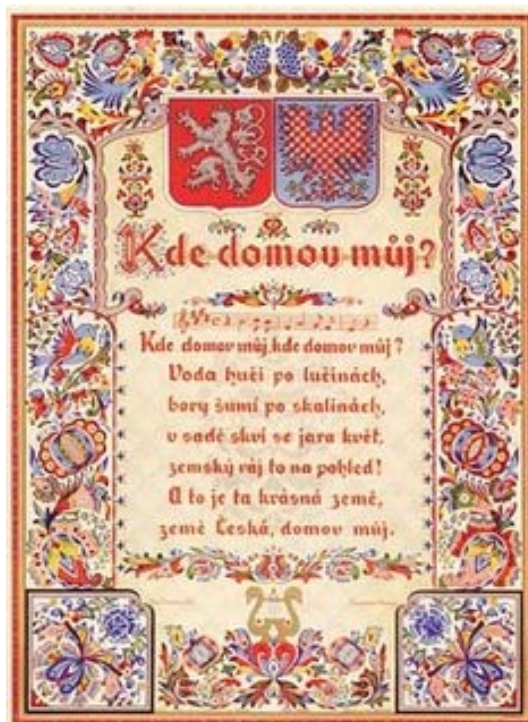 Kde domov můj?
Kde domov můj, kde domov můj?
Voda hučí po lučinách,
bory šumí po skalinách,
v sadě skví se jara květ,
zemský ráj to na pohled!
A to je ta krásná země,
země Česká, domov můj.